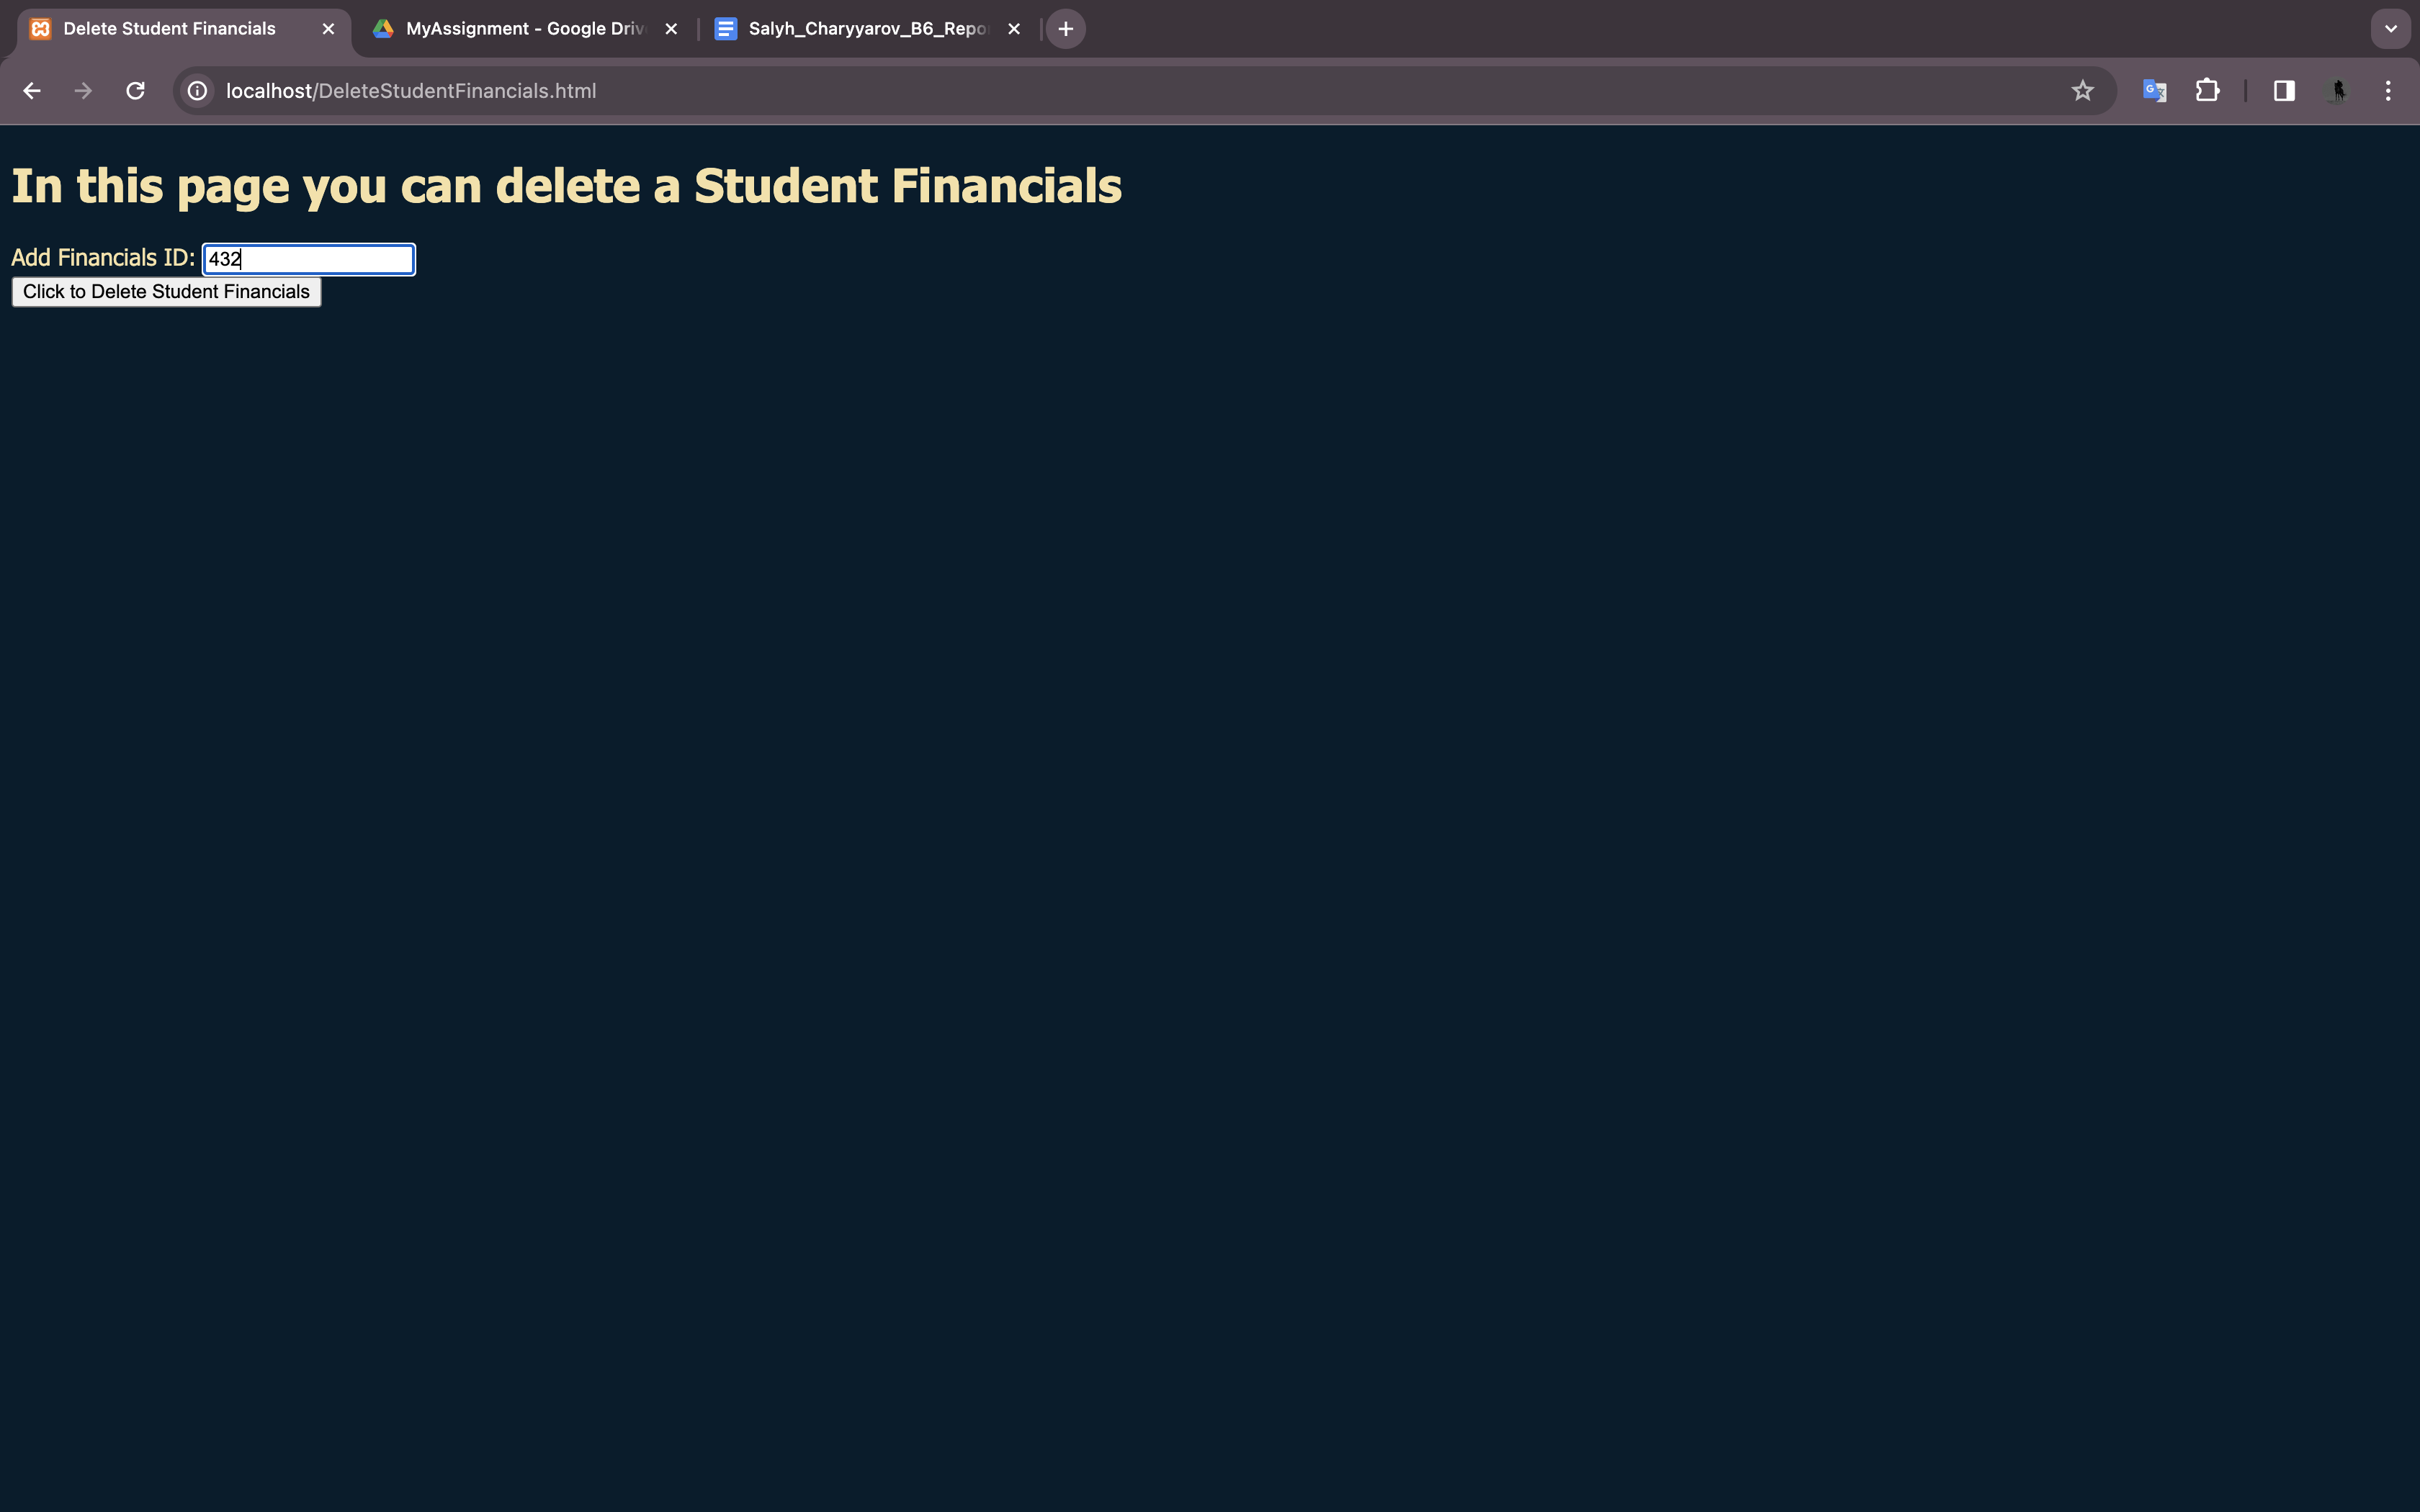 Delete Student Financials
MyAssignment - Google Driv
Salyh_Charyyarov_B6_Repo
localhost/DeleteStudentFinancials.html
In this page you can delete a Student Financials
Add Financials ID: 432
Click to Delete Student Financials